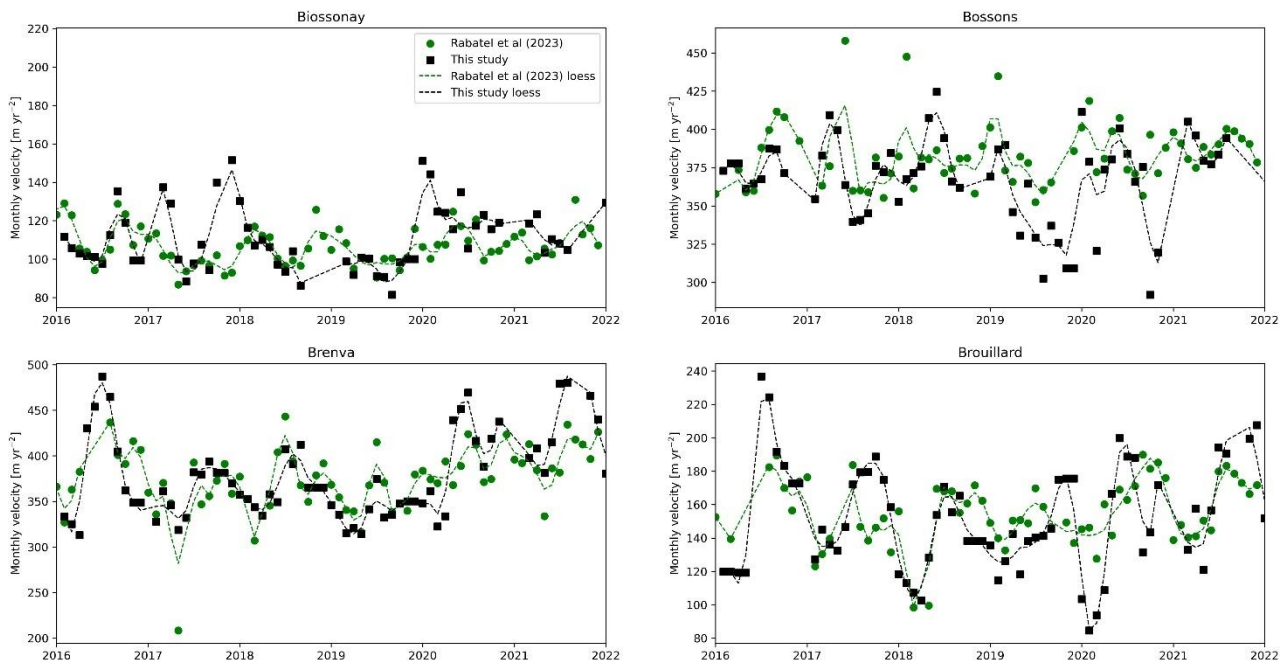 Biossonay
220
200
180
160
140
120
100
80
Monthly velocity [m yr⁻²]
2016 2017 2018 2019 2020 2021 2022
Rabatel et al (2023)
This study
Rabatel et al (2023) loess
This study loess
Bossons
450
425
400
375
350
325
300
Monthly velocity [m yr⁻²]
2016 2017 2018 2019 2020 2021 2022
Brenva
500
450
400
350
300
250
200
Monthly velocity [m yr⁻²]
2016 2017 2018 2019 2020 2021 2022
Brouillard
240
220
200
180
160
140
120
100
80
Monthly velocity [m yr⁻²]
2016 2017 2018 2019 2020 2021 2022